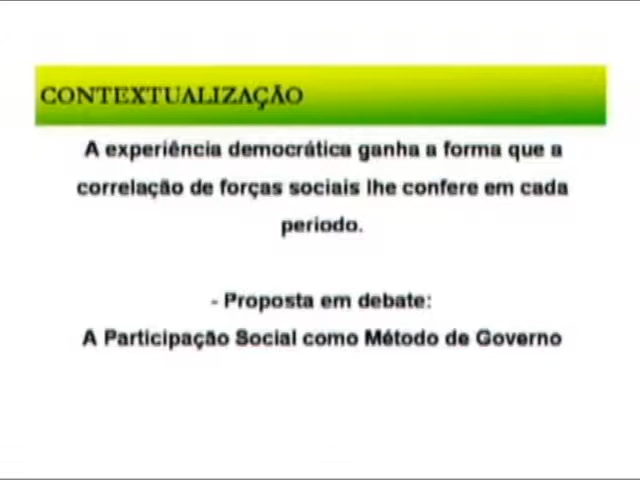 CONTEXTUALIZAÇÃO
A experiência democrática ganha a forma que a
correlação de forças sociais lhe confere em cada
periodo.
- Proposta em debate:
A Participação Social como Método de Governo